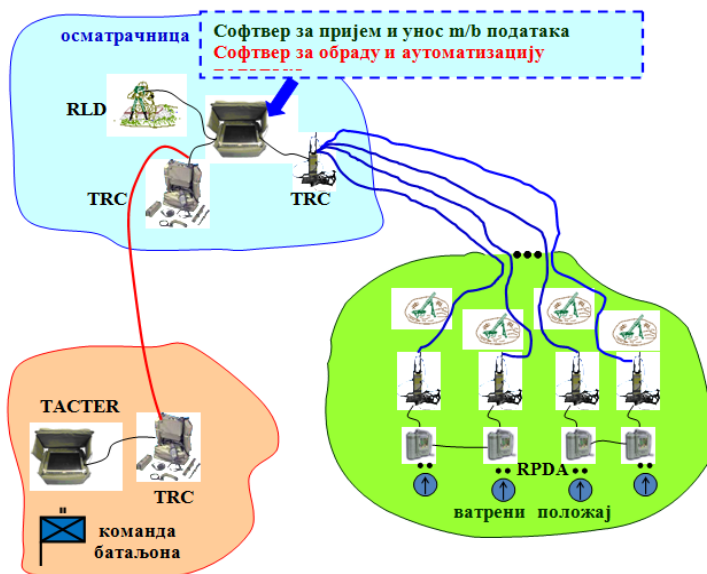 осматрачница
Софтвер за пријем и унос m/b података
Софтвер за обраду и аутоматизацију
RLD
TRC
TRC
TACTER
TRC
команда
батаљона
RPDA
ватрени положај